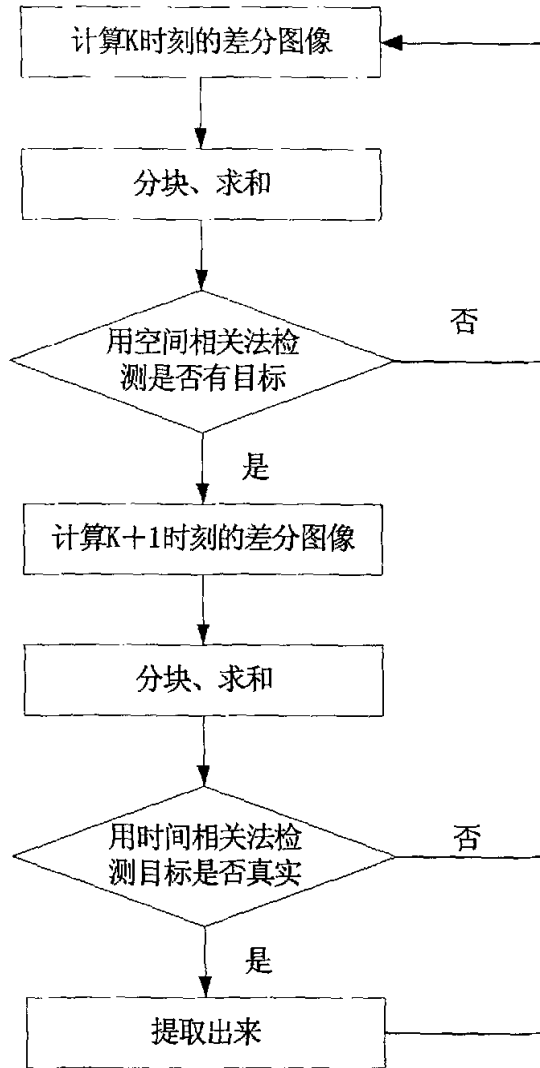 计算K时刻的差分图像
分块、求和
用空间相关法检
测是否有目标
否
是
计算K+1时刻的差分图像
分块、求和
用时间相关法检
测目标是否真实
否
是
提取出来